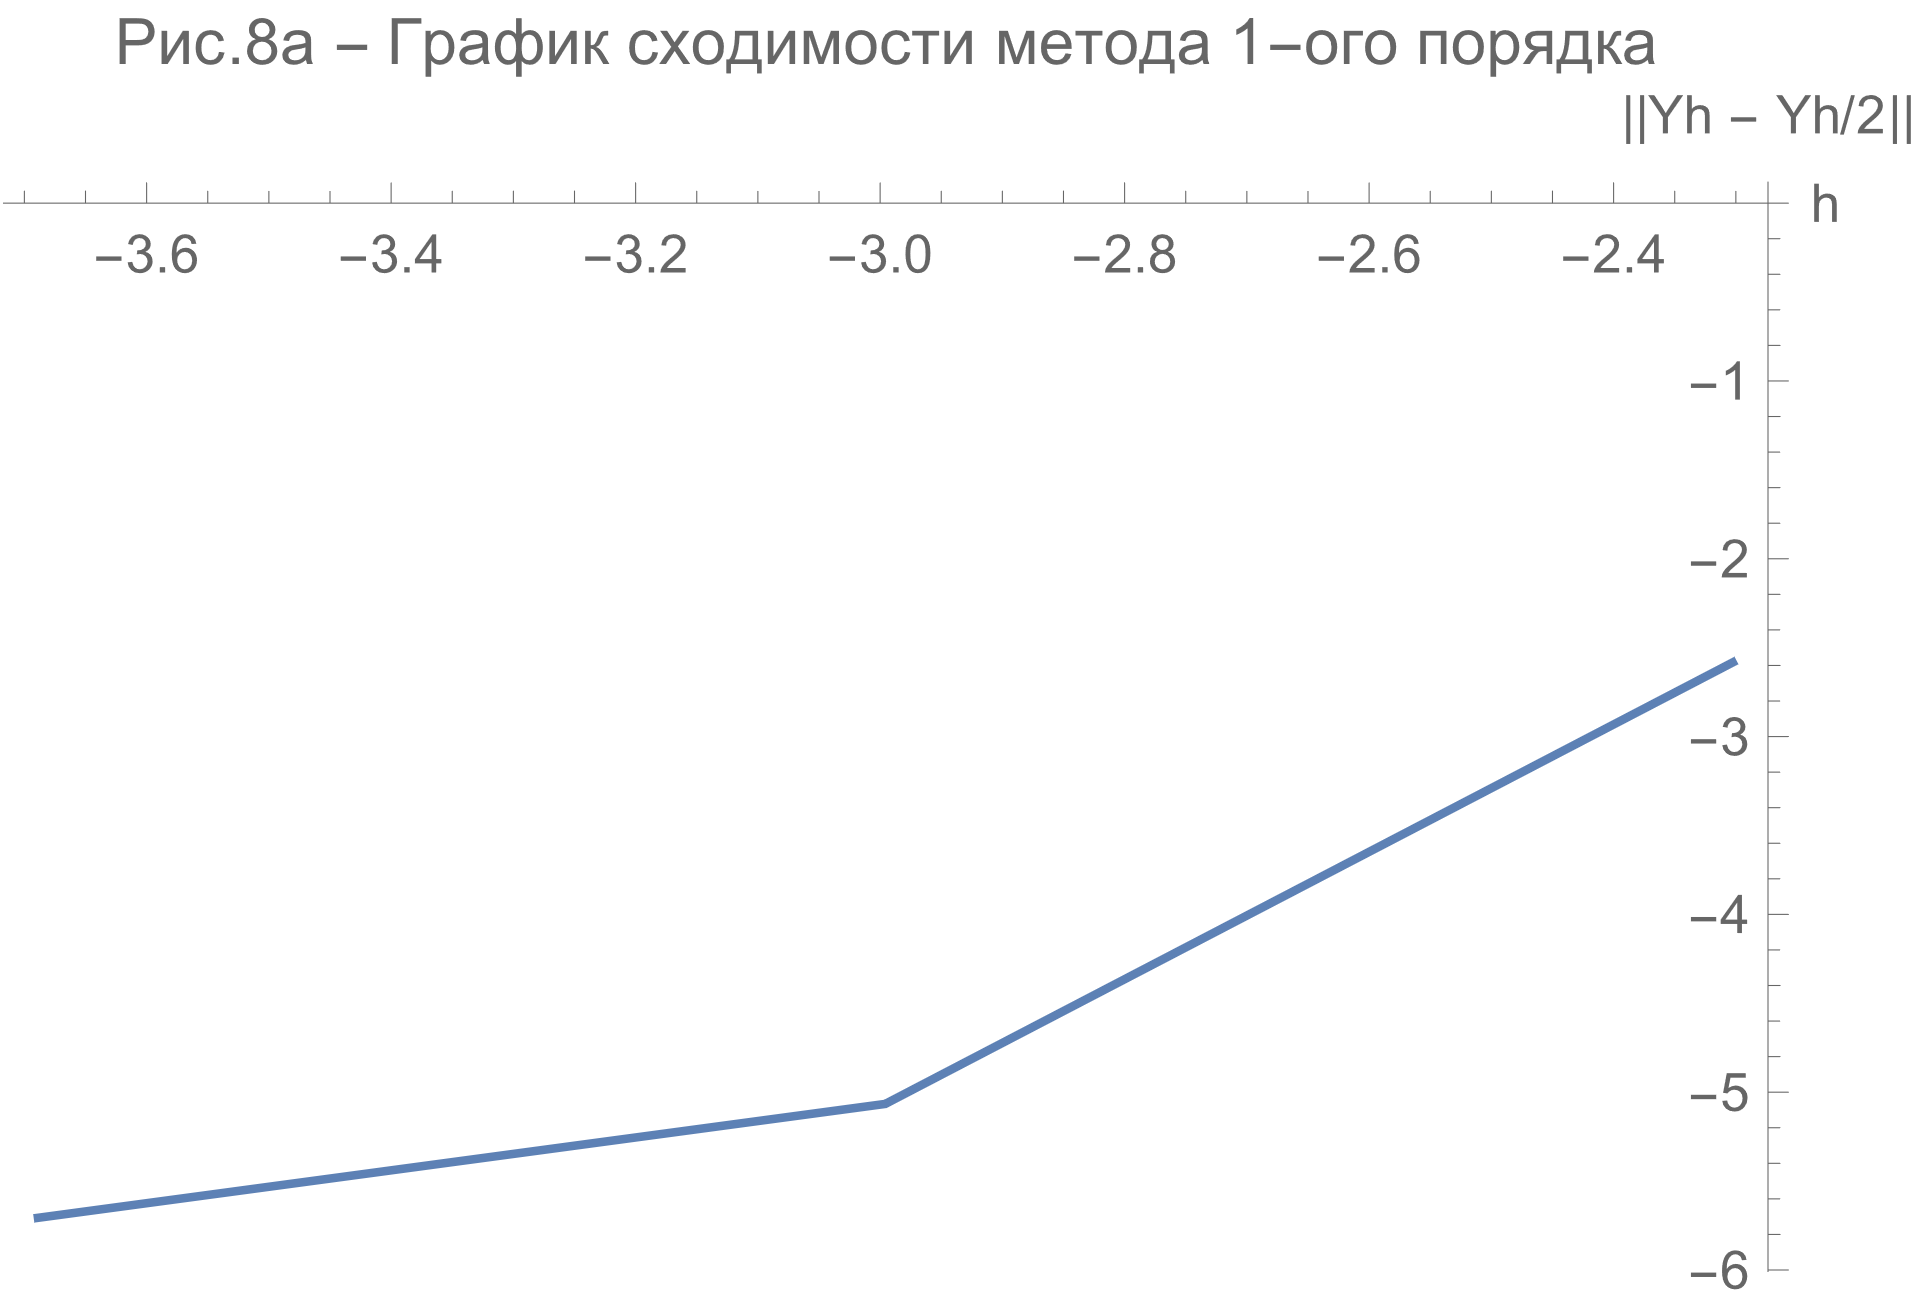 Рис.8а – График сходимости метода 1–ого порядка
||Yh – Yh/2||
h
–3.6 –3.4 –3.2 –3.0 –2.8 –2.6 –2.4
–1
–2
–3
–4
–5
–6